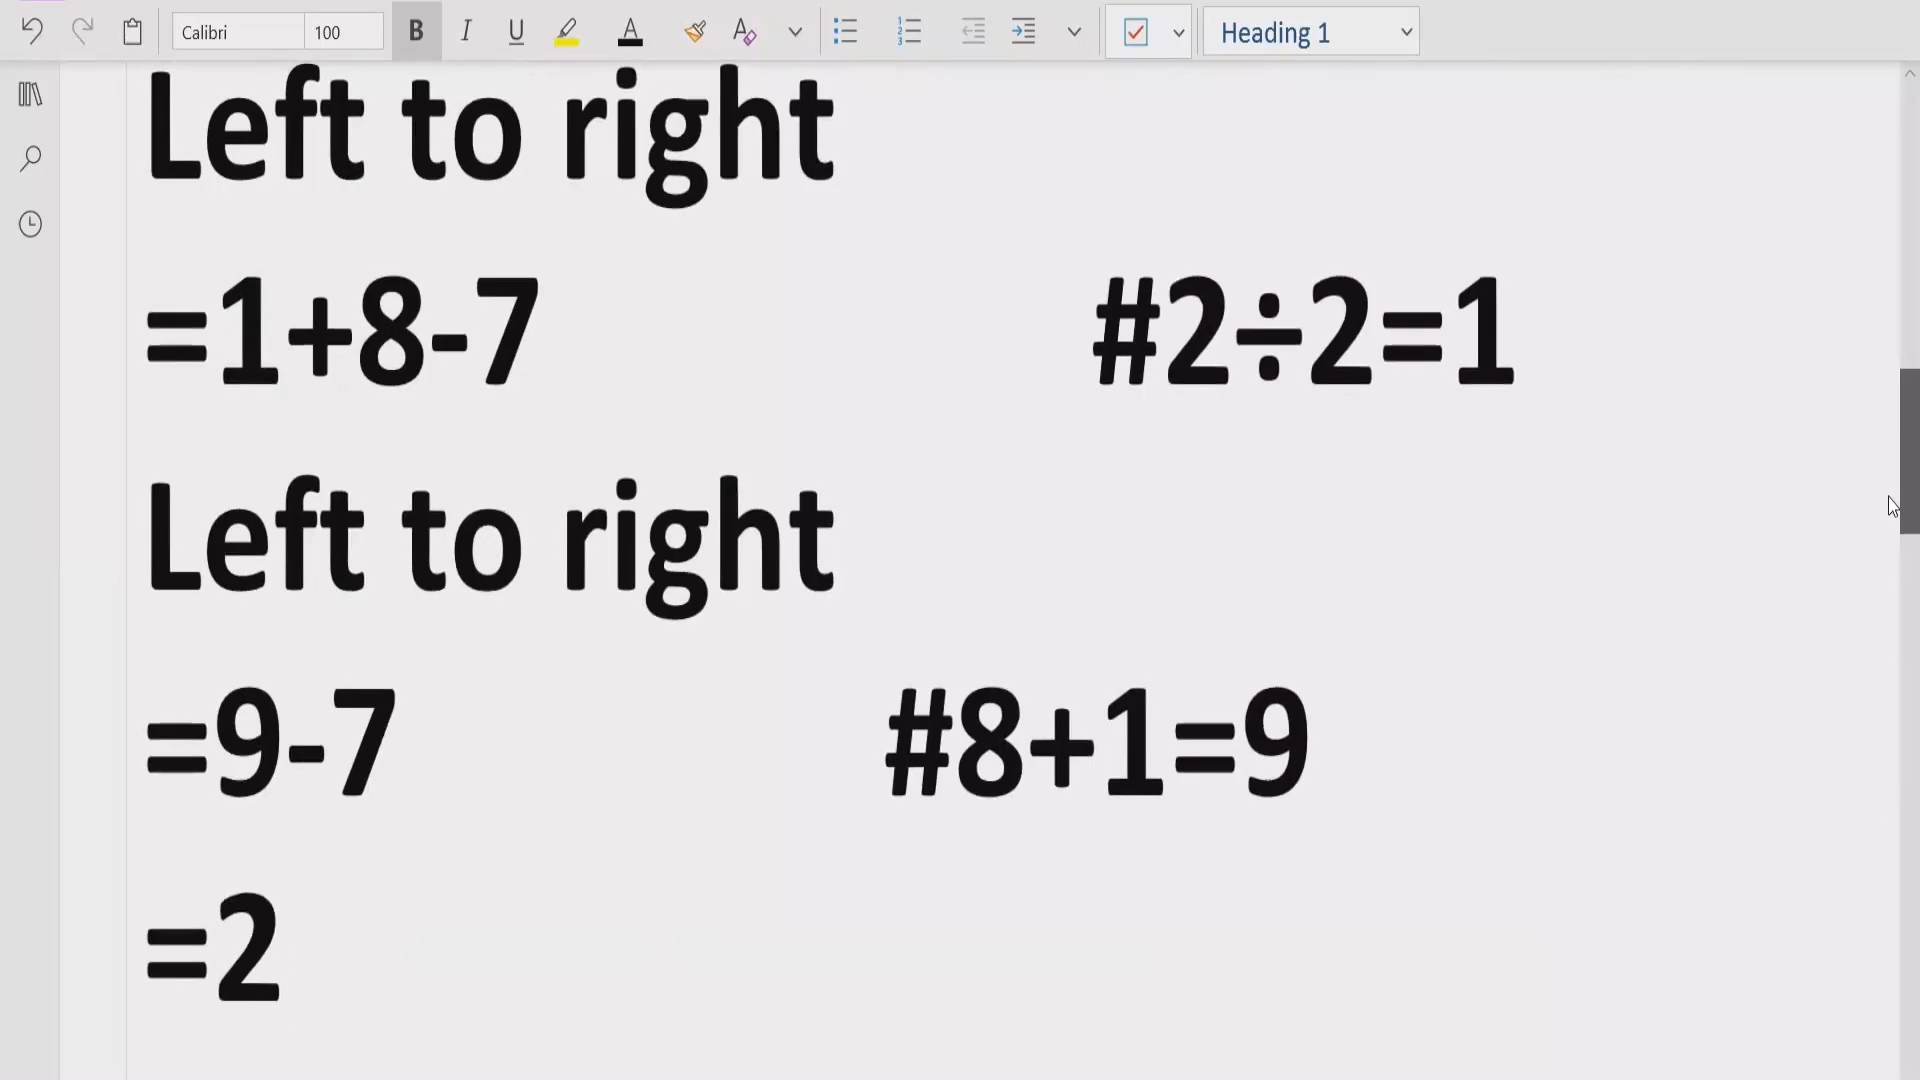 Calibri 100 B I U A A Heading 1
Left to right
=1+8-7 #2÷2=1
Left to right
=9-7 #8+1=9
=2